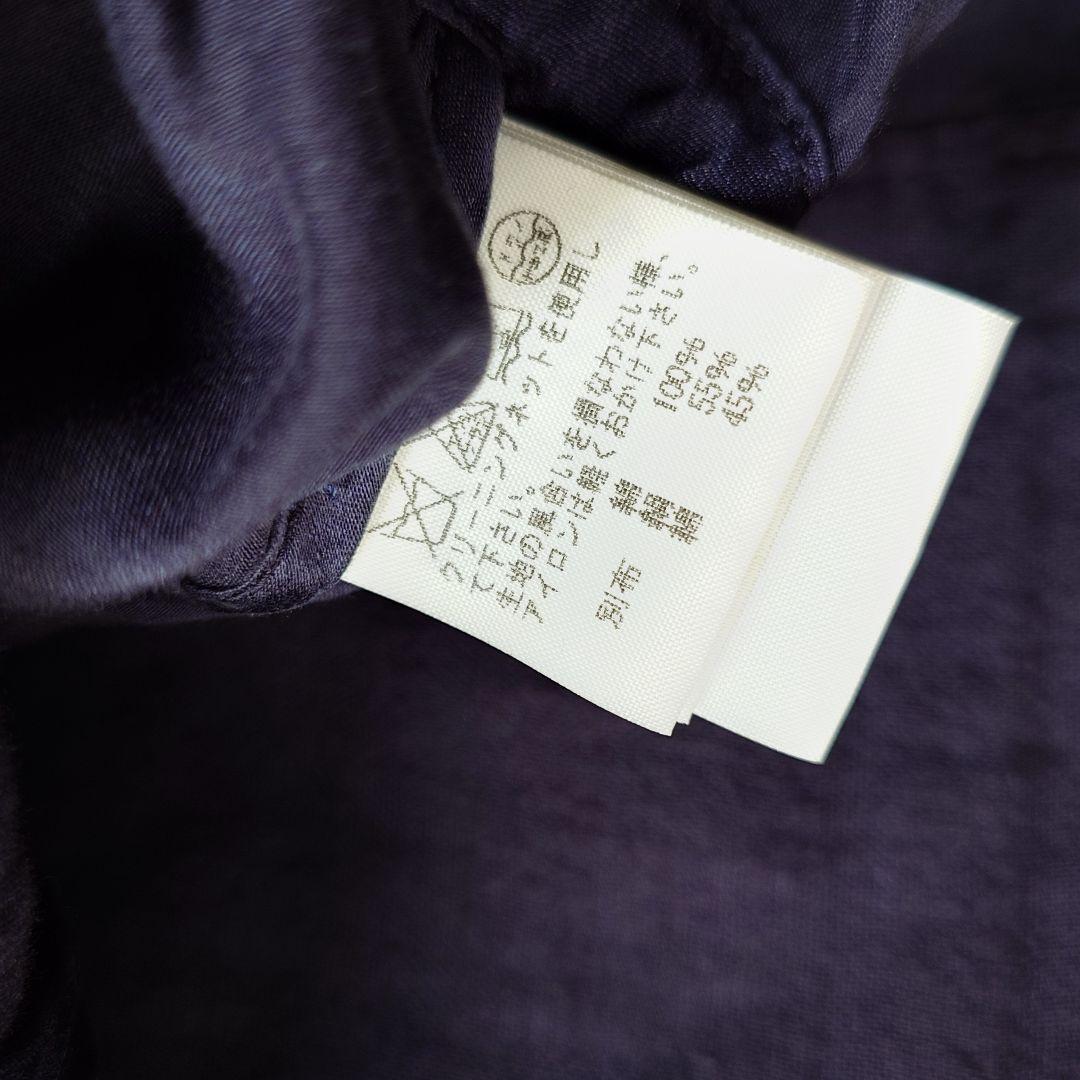 クリーニングネットを使用し
て下さい。
生地の風合いを損なわない様、
アイロンは軽くおかけ下さい。
100%
別布 55%
45%